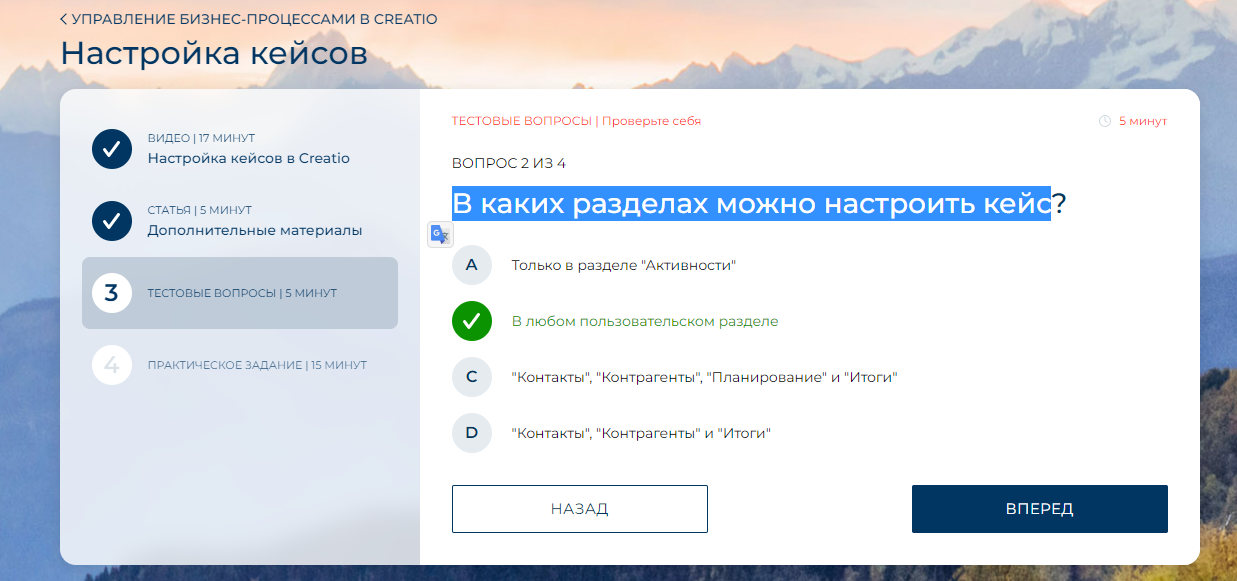 УПРАВЛЕНИЕ БИЗНЕС-ПРОЦЕССАМИ В CREATIO
Настройка кейсов
ВИДЕО | 17 МИНУТ
Настройка кейсов в Creatio
СТАТЬЯ | 5 МИНУТ
Дополнительные материалы
3
ТЕСТОВЫЕ ВОПРОСЫ | 5 МИНУТ
4
ПРАКТИЧЕСКОЕ ЗАДАНИЕ | 15 МИНУТ
ТЕСТОВЫЕ ВОПРОСЫ | Проверьте себя
5 минут
ВОПРОС 2 ИЗ 4
В каких разделах можно настроить кейс?
G
A Только в разделе "Активности"
В любом пользовательском разделе
C "Контакты", "Контрагенты", "Планирование" и "Итоги"
D "Контакты", "Контрагенты" и "Итоги"
НАЗАД
ВПЕРЕД